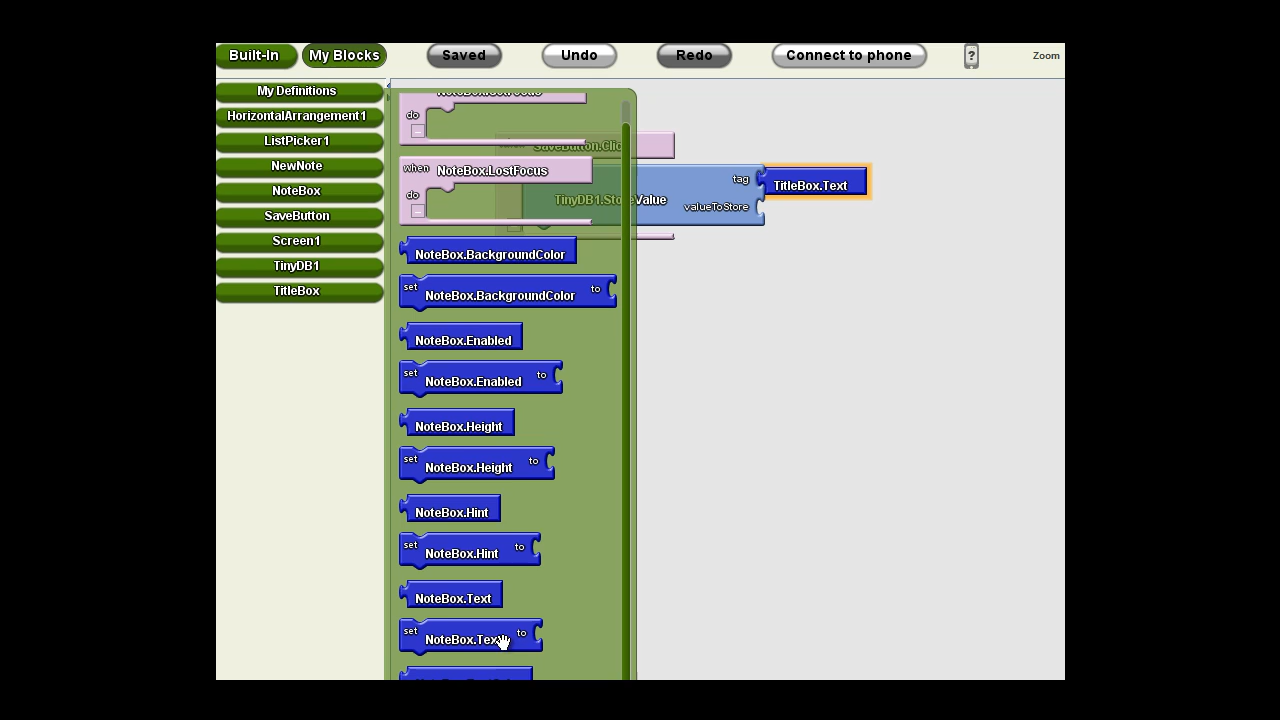 Built-In My Blocks Saved Undo Redo Connect to phone ? Zoom
My Definitions
HorizontalArrangement1
ListPicker1
NewNote
NoteBox
SaveButton
Screen1
TinyDB1
TitleBox
do
when NoteBox.LostFocus
do
SaveButton.Clic
TinyDB1.StoreValue
tag
valueToStore
TitleBox.Text
NoteBox.BackgroundColor
set NoteBox.BackgroundColor to
NoteBox.Enabled
set NoteBox.Enabled to
NoteBox.Height
set NoteBox.Height to
NoteBox.Hint
set NoteBox.Hint to
NoteBox.Text
set NoteBox.Text to